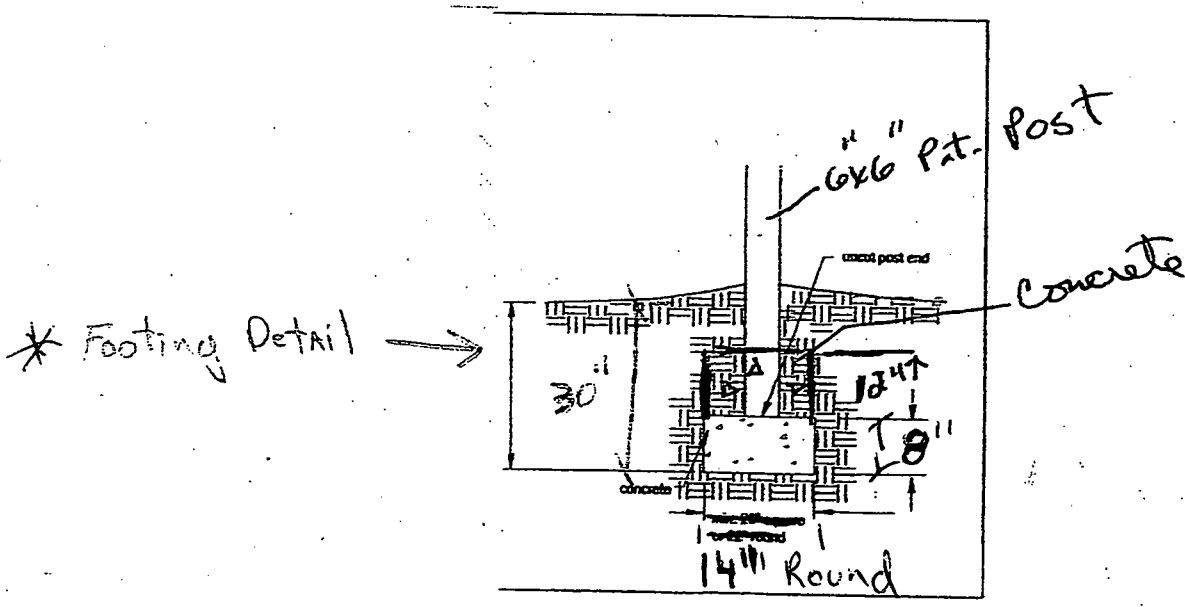 6x6" Pat. Post
uncut post end
Concrete
* Footing Detail
30"
12"
8"
concrete
14" Round